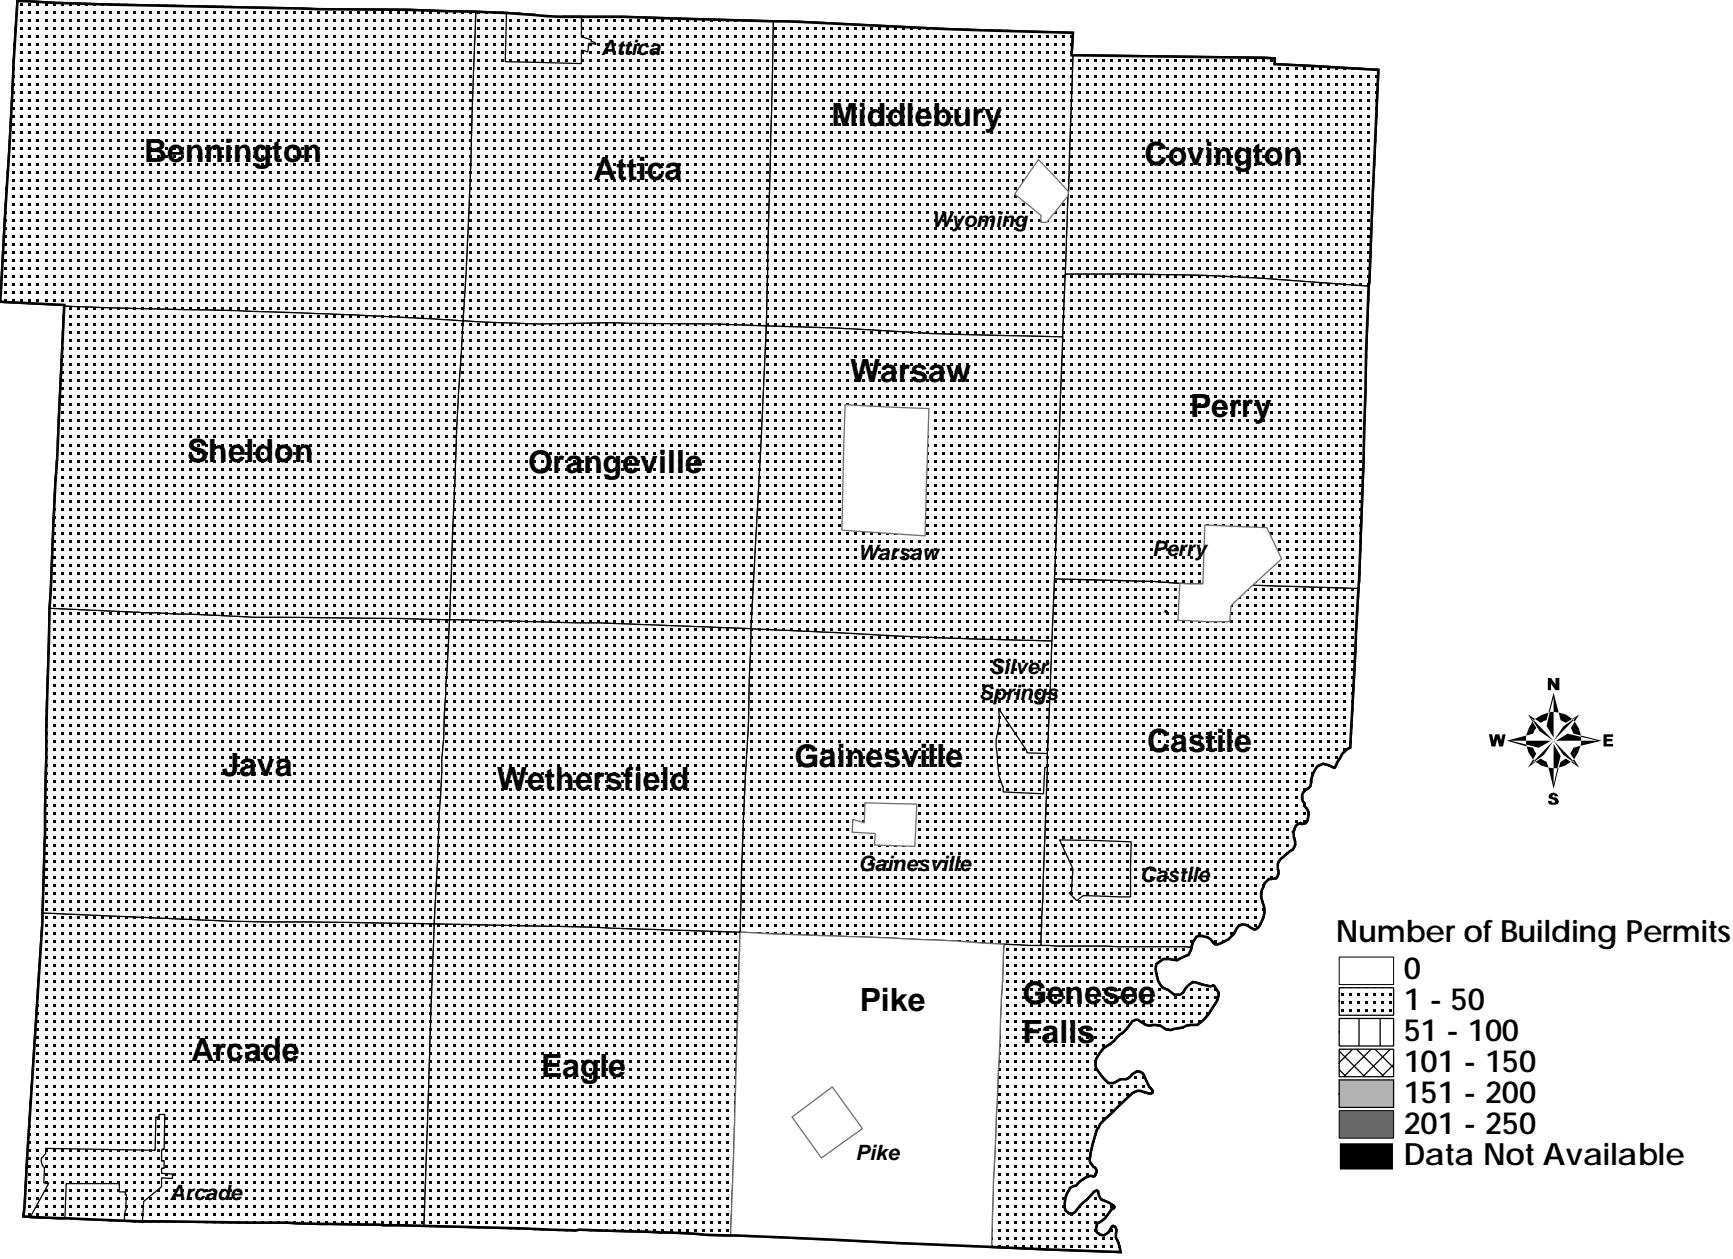 Attica
Middlebury
Bennington
Covington
Attica
Wyoming
Warsaw
Perry
Sheldon
Orangeville
Perry
Warsaw
Silver
Springs
N
Castile
W
E
Gainesville
Java
Wethersfield
S
Gainesville
Castile
Number of Building Permits
0
Genesee
Pike
1 - 50
Falls
51 - 100
Arcade
Eagle
101 - 150
151 - 200
201 - 250
Pike
Data Not Available
Arcade